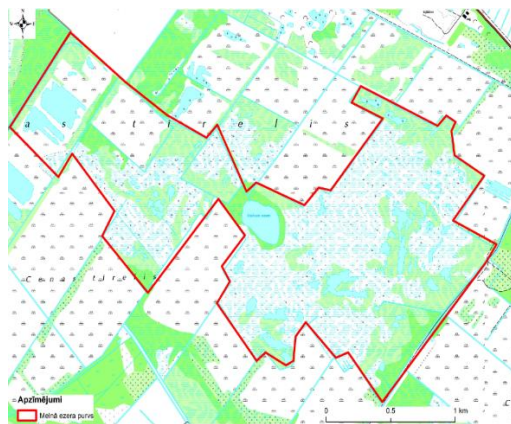 N
a s t ī r e l i s
C e n a s t ī r e l i s
Apzīmējumi
Melnā ezera purvs
0 0.5 1 km